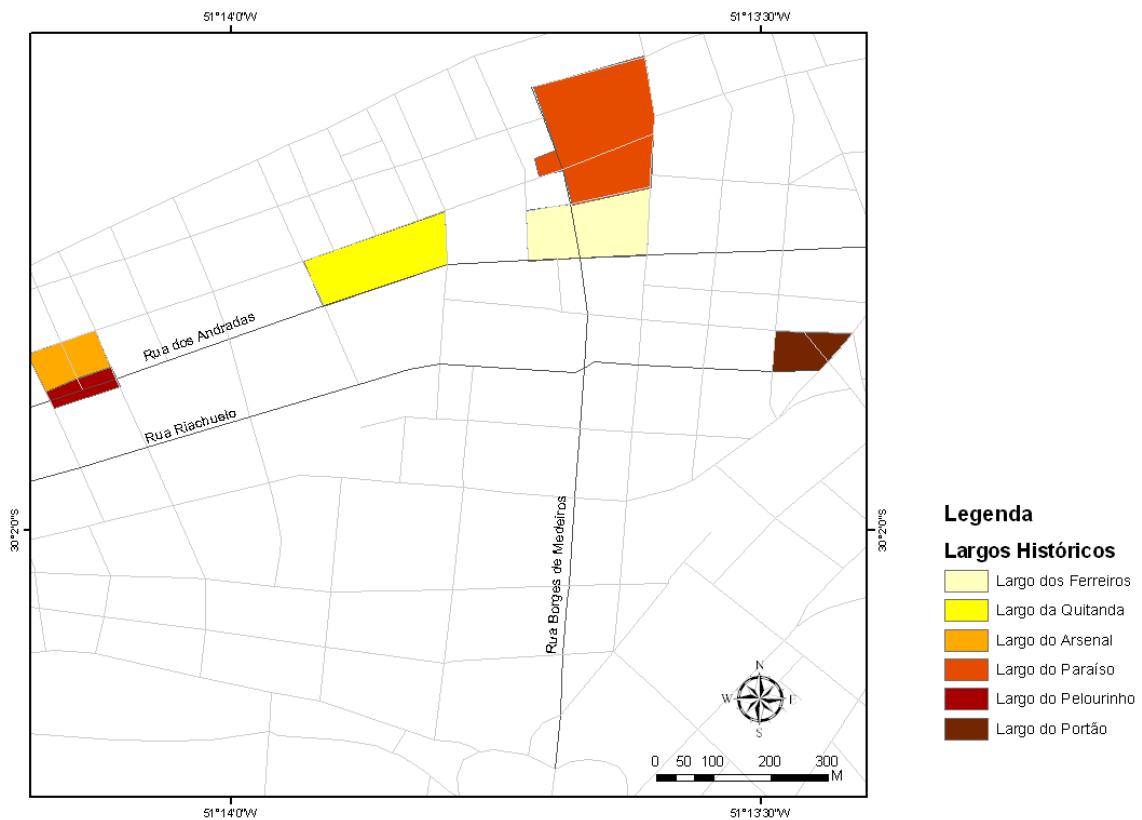 51°14'0"W
51°13'30"W
Rua dos Andradas
Rua Riachuelo
Rua Borges de Medeiros
30°2'0"S
30°2'0"S
Legenda
Largos Históricos
Largo dos Ferreiros
Largo da Quitanda
Largo do Arsenal
Largo do Paraíso
Largo do Pelourinho
Largo do Portão
N
W E
S
0 50 100 200 300
M
51°14'0"W
51°13'30"W